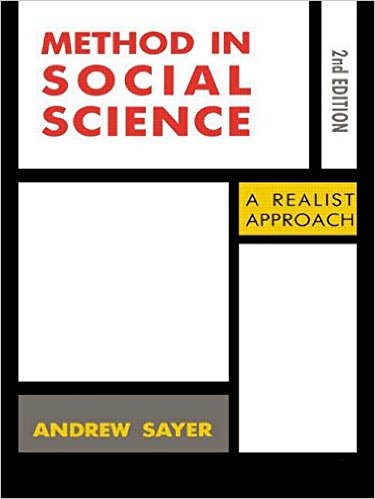 METHOD IN
SOCIAL
SCIENCE
2nd EDITION
A REALIST
APPROACH
ANDREW SAYER